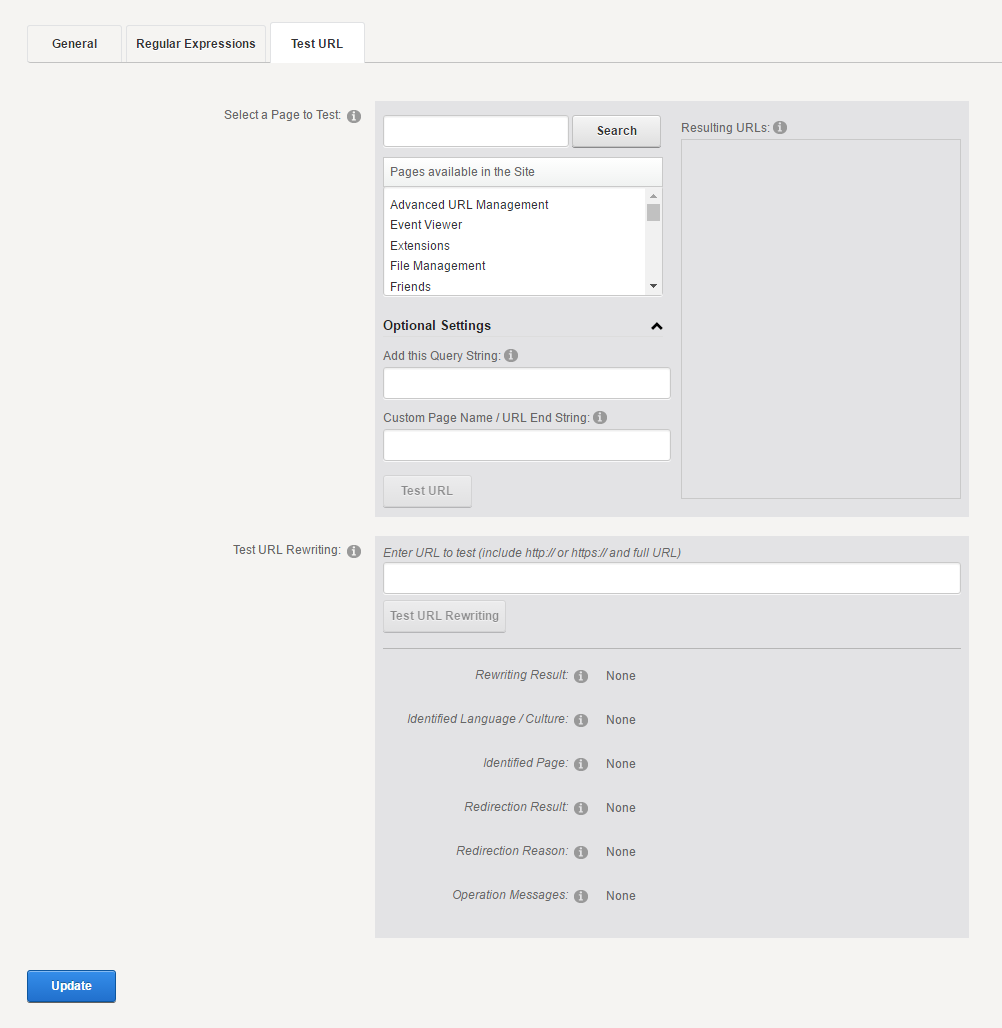 General Regular Expressions Test URL
Select a Page to Test:
Search
Pages available in the Site
Advanced URL Management
Event Viewer
Extensions
File Management
Friends
Optional Settings
Add this Query String:
Custom Page Name / URL End String:
Test URL
Resulting URLs:
Test URL Rewriting:
Enter URL to test (include http:// or https:// and full URL)
Test URL Rewriting
Rewriting Result: None
Identified Language / Culture: None
Identified Page: None
Redirection Result: None
Redirection Reason: None
Operation Messages: None
Update